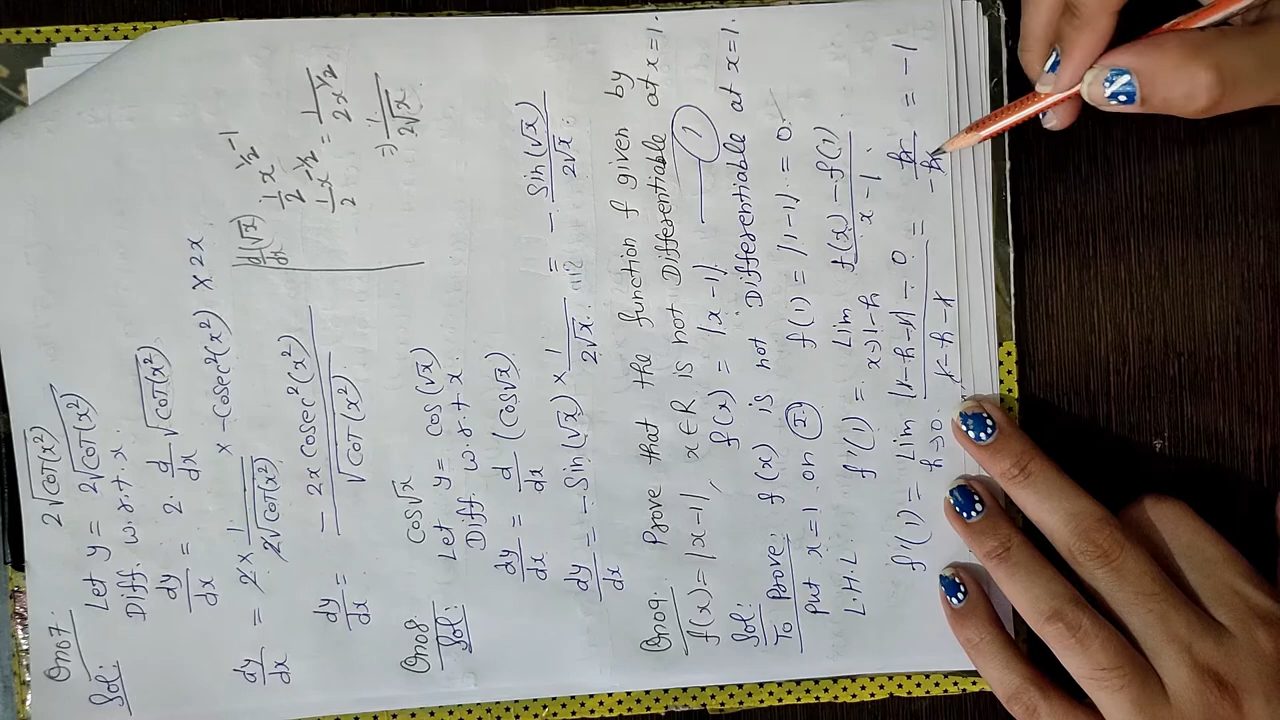 Qno7. 2√cot(x²)
Sol: Let y = 2√cot(x²)
Diff. w.r.t. x.
dy/dx = 2. d/dx √cot(x²)
dy/dx = 2 × 1/2√cot(x²) × -cosec²(x²) × 2x
dy/dx = - 2x cosec²(x²)/√cot(x²).
d(√x)/dx
1/2 x^1/2-1
1/2 x^-1/2 = 1/2x^1/2
=) 1/2√x
Qno8 cos√x
Sol: Let y = cos(√x)
Diff. w.r.t x.
dy/dx = d/dx (cos√x)
dy/dx = - Sin(√x) × 1/2√x. = - Sin(√x)/2√x.
Qno9. Prove that the function f given by
f(x) = |x-1|, x∈R is not Differentiable at x=1.
Sol: f(x) = |x-1|. — 1
To Prove: f(x) is not Differentiable at x=1.
Put x=1 on f(1) = |1-1| = 0.
L.H.L. f'(1) = Lim x→1-h f(x) - f(1)/x-1.
f'(1) = Lim h→0. |1-h-1| - 0/1-h-1 = h/-h = -1